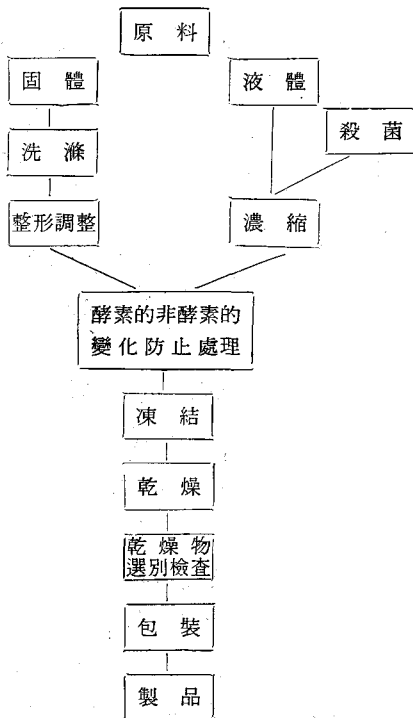 原料
固體
液體
殺菌
洗滌
整形調整
濃縮
酵素的非酵素的
變化防止處理
凍結
乾燥
乾燥物
選別檢查
包裝
製品